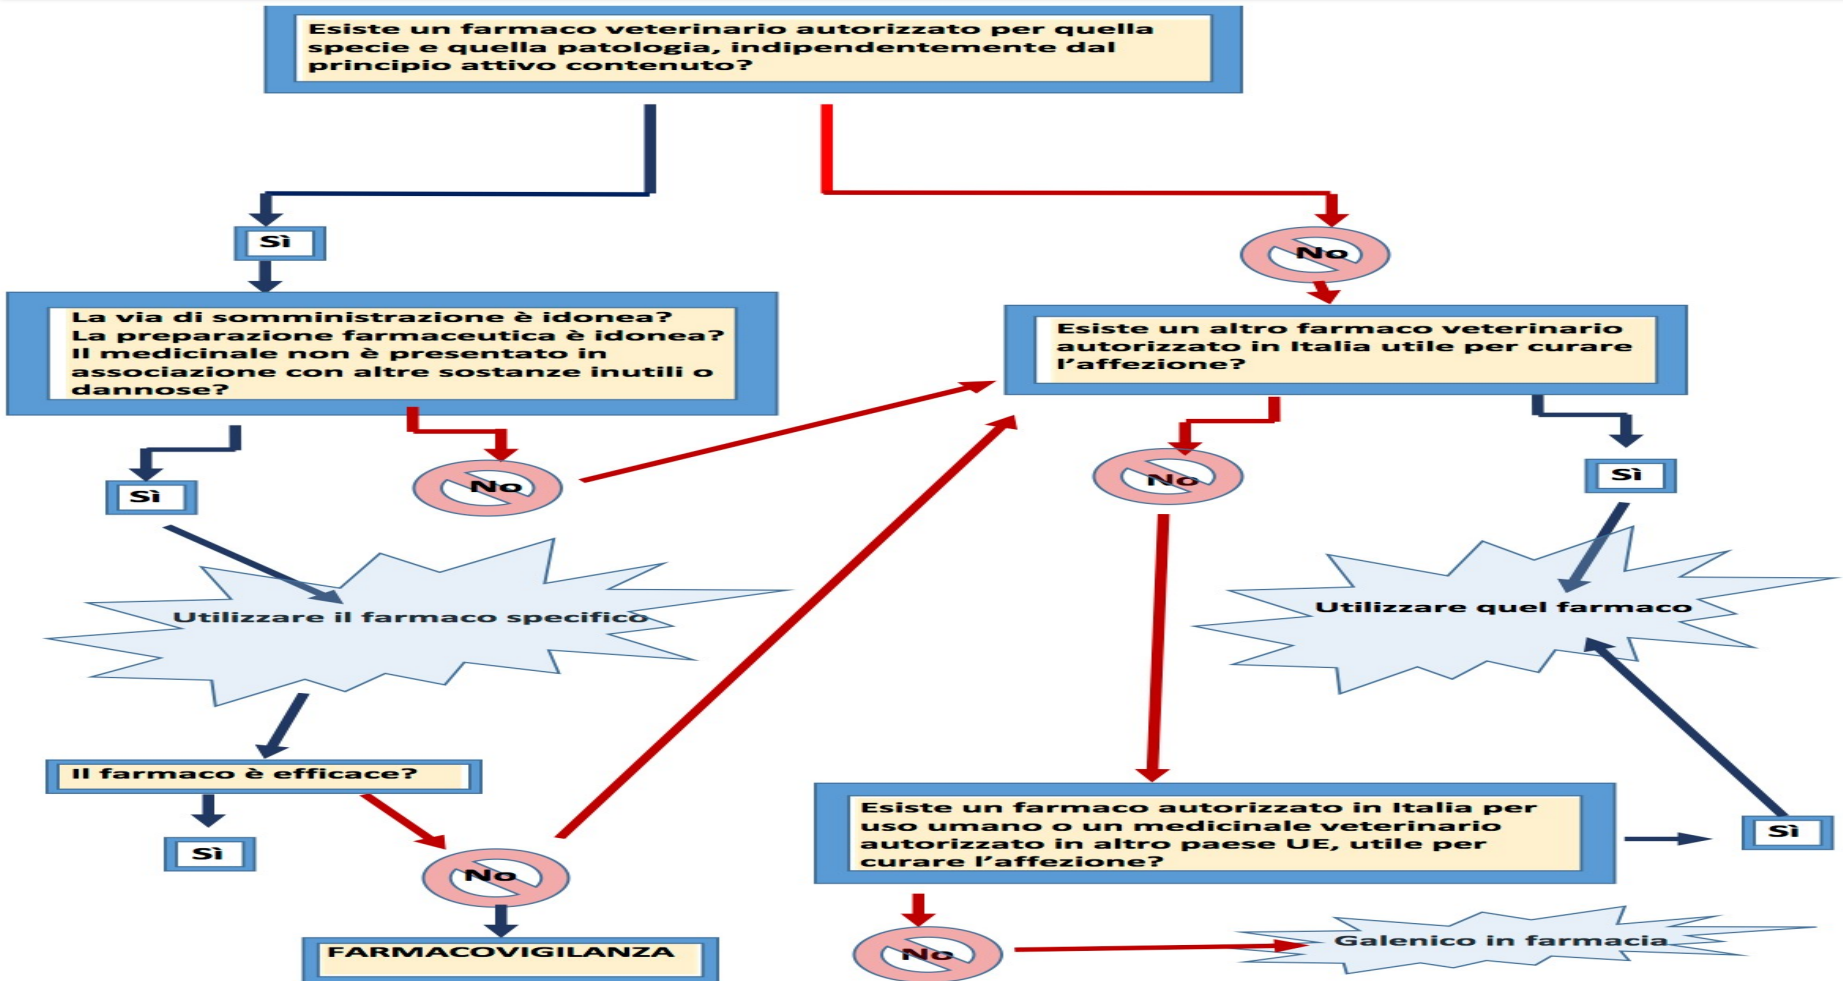 Esiste un farmaco veterinario autorizzato per quella
specie e quella patologia, indipendentemente dal
principio attivo contenuto?
Sì
No
La via di somministrazione è idonea?
La preparazione farmaceutica è idonea?
Il medicinale non è presentato in
associazione con altre sostanze inutili o
dannose?
Esiste un altro farmaco veterinario
autorizzato in Italia utile per curare
l’affezione?
Sì
No
No
Sì
Utilizzare il farmaco specifico
Utilizzare quel farmaco
Il farmaco è efficace?
Sì
No
FARMACOVIGILANZA
Esiste un farmaco autorizzato in Italia per
uso umano o un medicinale veterinario
autorizzato in altro paese UE, utile per
curare l’affezione?
Sì
No
Galenico in farmacia